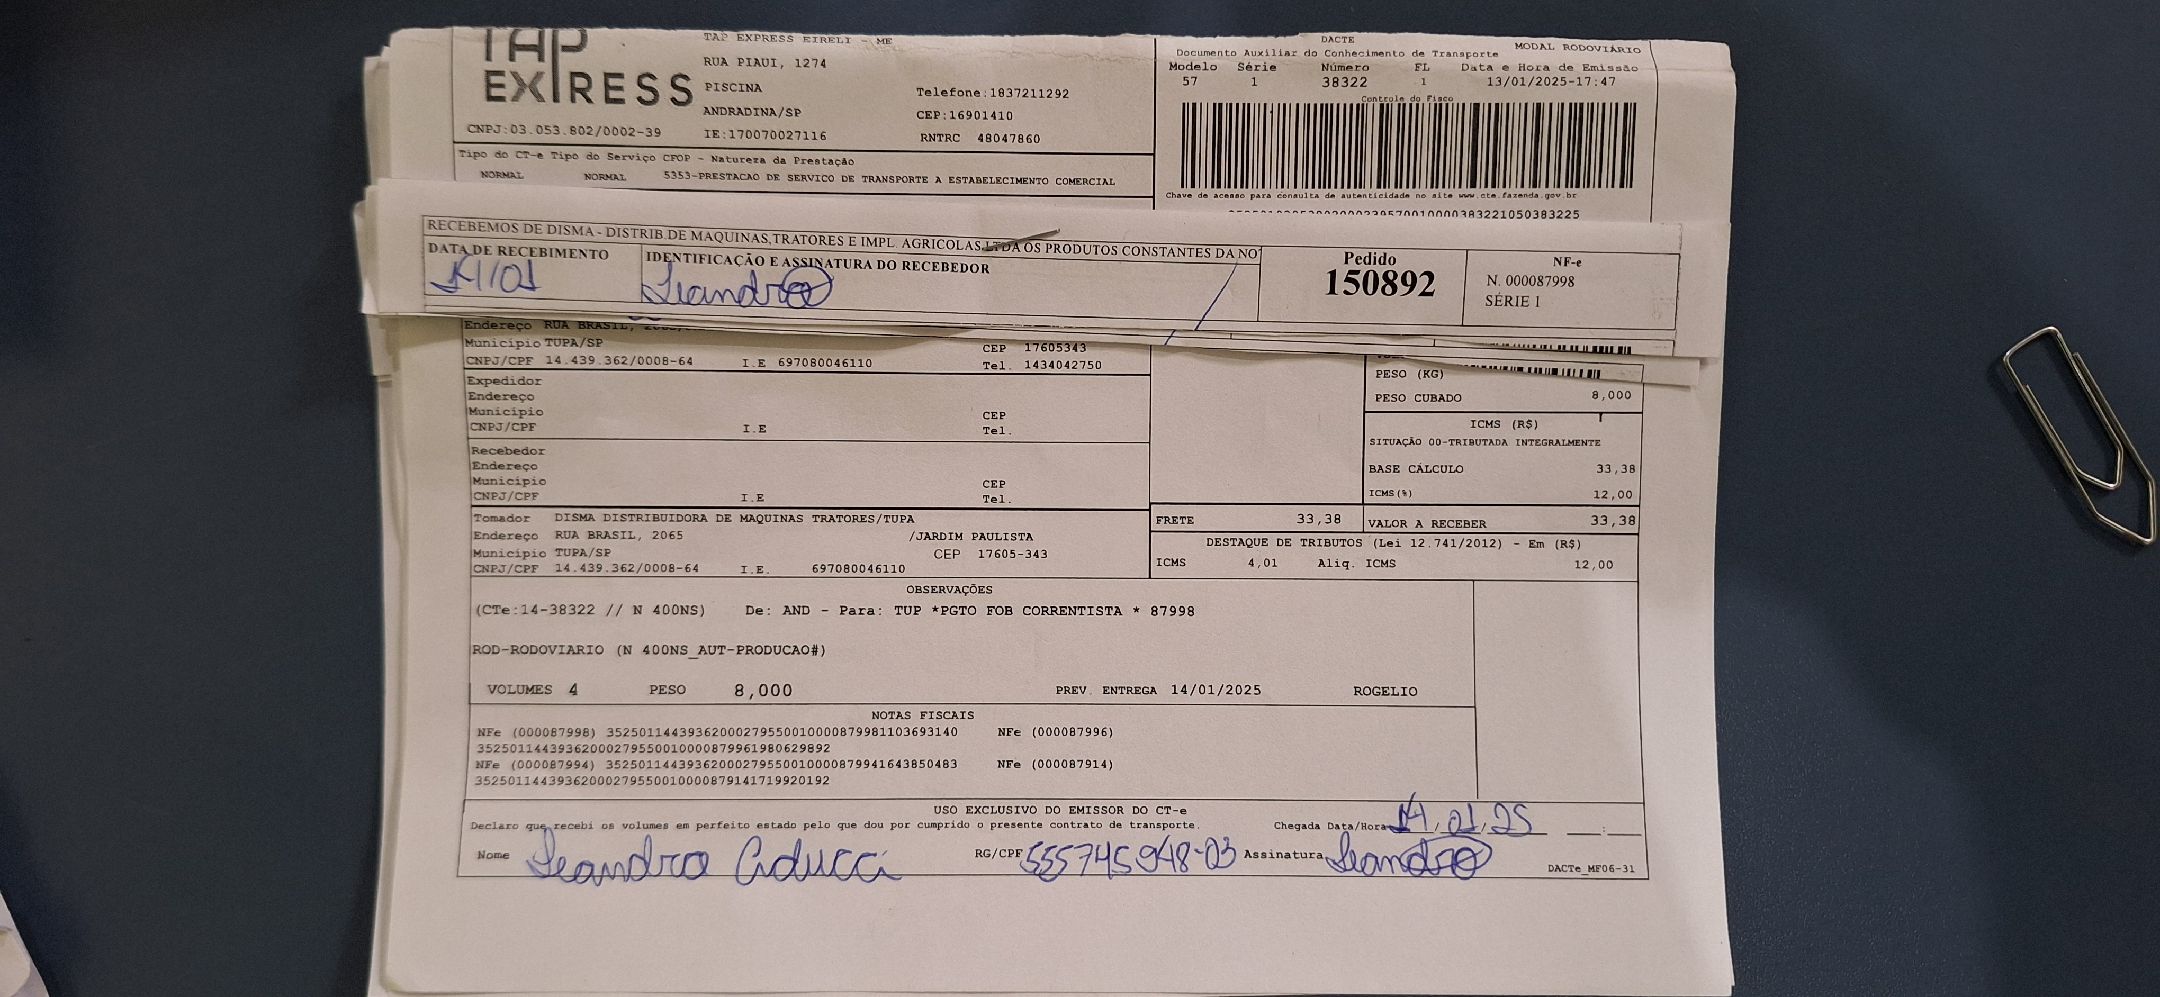 TAP
EXPRESS
TAP EXPRESS EIRELI - ME
RUA PIAUI, 1274
PISCINA
ANDRADINA/SP
CNPJ:03.053.802/0002-39
IE:170070027116
Telefone:1837211292
CEP:16901410
RNTRC 48047860
DACTE
Documento Auxiliar do Conhecimento de Transporte
MODAL RODOVIÁRIO
Modelo Série Número FL Data e Hora de Emissão
57 1 38322 1 13/01/2025-17:47
Controle do Fisco
Tipo do CT-e Tipo do Serviço CFOP - Natureza da Prestação
NORMAL NORMAL 5353-PRESTACAO DE SERVICO DE TRANSPORTE A ESTABELECIMENTO COMERCIAL
Chave de acesso para consulta de autenticidade no site www.cte.fazenda.gov.br
RECEBEMOS DE DISMA - DISTRIB.DE MAQUINAS,TRATORES E IMPL. AGRICOLAS,LTDA OS PRODUTOS CONSTANTES DA NO
DATA DE RECEBIMENTO
14/01
IDENTIFICAÇÃO E ASSINATURA DO RECEBEDOR
Leandro
Pedido
150892
NF-e
N. 000087998
SÉRIE 1
Endereço RUA BRASIL,
Municipio TUPA/SP CEP 17605343
CNPJ/CPF 14.439.362/0008-64 I.E 697080046110 Tel. 1434042750
Expedidor
Endereço
Municipio CEP
CNPJ/CPF I.E Tel.
Recebedor
Endereço
Municipio CEP
CNPJ/CPF I.E Tel.
PESO (KG)
PESO CUBADO 8,000
ICMS (R$)
SITUAÇÃO 00-TRIBUTADA INTEGRALMENTE
BASE CÁLCULO 33,38
ICMS(%) 12,00
Tomador DISMA DISTRIBUIDORA DE MAQUINAS TRATORES/TUPA
Endereço RUA BRASIL, 2065 /JARDIM PAULISTA
Municipio TUPA/SP CEP 17605-343
CNPJ/CPF 14.439.362/0008-64 I.E. 697080046110
FRETE 33,38 VALOR A RECEBER 33,38
DESTAQUE DE TRIBUTOS (Lei 12.741/2012) - Em (R$)
ICMS 4,01 Aliq. ICMS 12,00
OBSERVAÇÕES
(CTe:14-38322 // N 400NS) De: AND - Para: TUP *PGTO FOB CORRENTISTA * 87998
ROD-RODOVIARIO (N 400NS_AUT-PRODUCAO#)
VOLUMES 4 PESO 8,000 PREV. ENTREGA 14/01/2025 ROGELIO
NOTAS FISCAIS
NFe (000087998) 35250114439362000279550010000879981103693140 NFe (000087996)
35250114439362000279550010000879961980629892
NFe (000087994) 35250114439362000279550010000879941643850483 NFe (000087914)
35250114439362000279550010000879141719920192
USO EXCLUSIVO DO EMISSOR DO CT-e
Declaro que recebi os volumes em perfeito estado pelo que dou por cumprido o presente contrato de transporte. Chegada Data/Hora 14/01/25 __:__
Nome Leandro RG/CPF Assinatura Leandro
DACTe_MF06-31